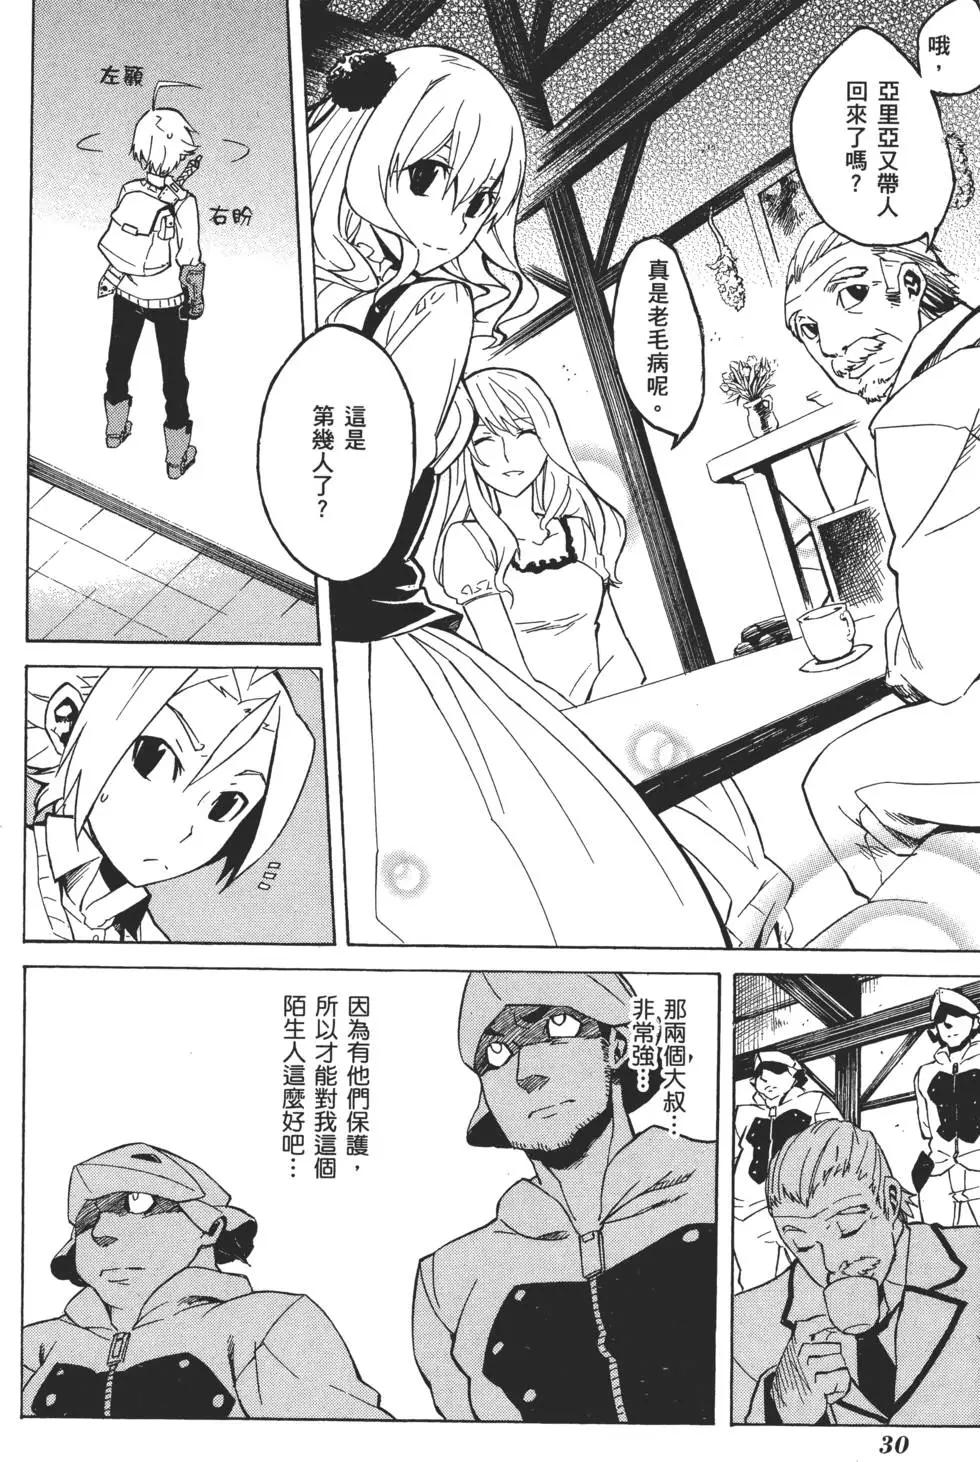 哦，
亞里亞又帶人
回來了嗎？
真是老毛病呢。
這是
第幾人了？
左顧
右盼
那兩個大叔…
非常強…
因為有他們保護，
所以才能對我這個
陌生人這麼好吧…
30